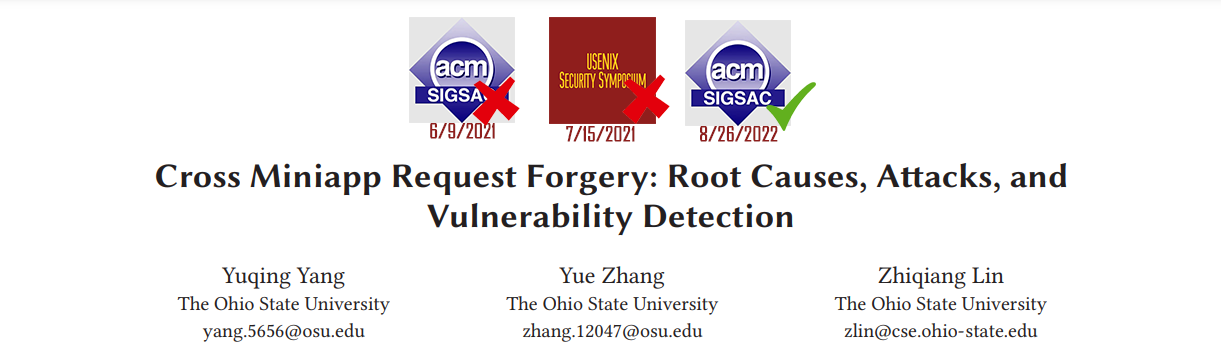 acm
SIGSAC
6/9/2021
USENIX
SECURITY SYMPOSIUM
7/15/2021
acm
SIGSAC
8/26/2022
Cross Miniapp Request Forgery: Root Causes, Attacks, and
Vulnerability Detection
Yuqing Yang
The Ohio State University
yang.5656@osu.edu
Yue Zhang
The Ohio State University
zhang.12047@osu.edu
Zhiqiang Lin
The Ohio State University
zlin@cse.ohio-state.edu